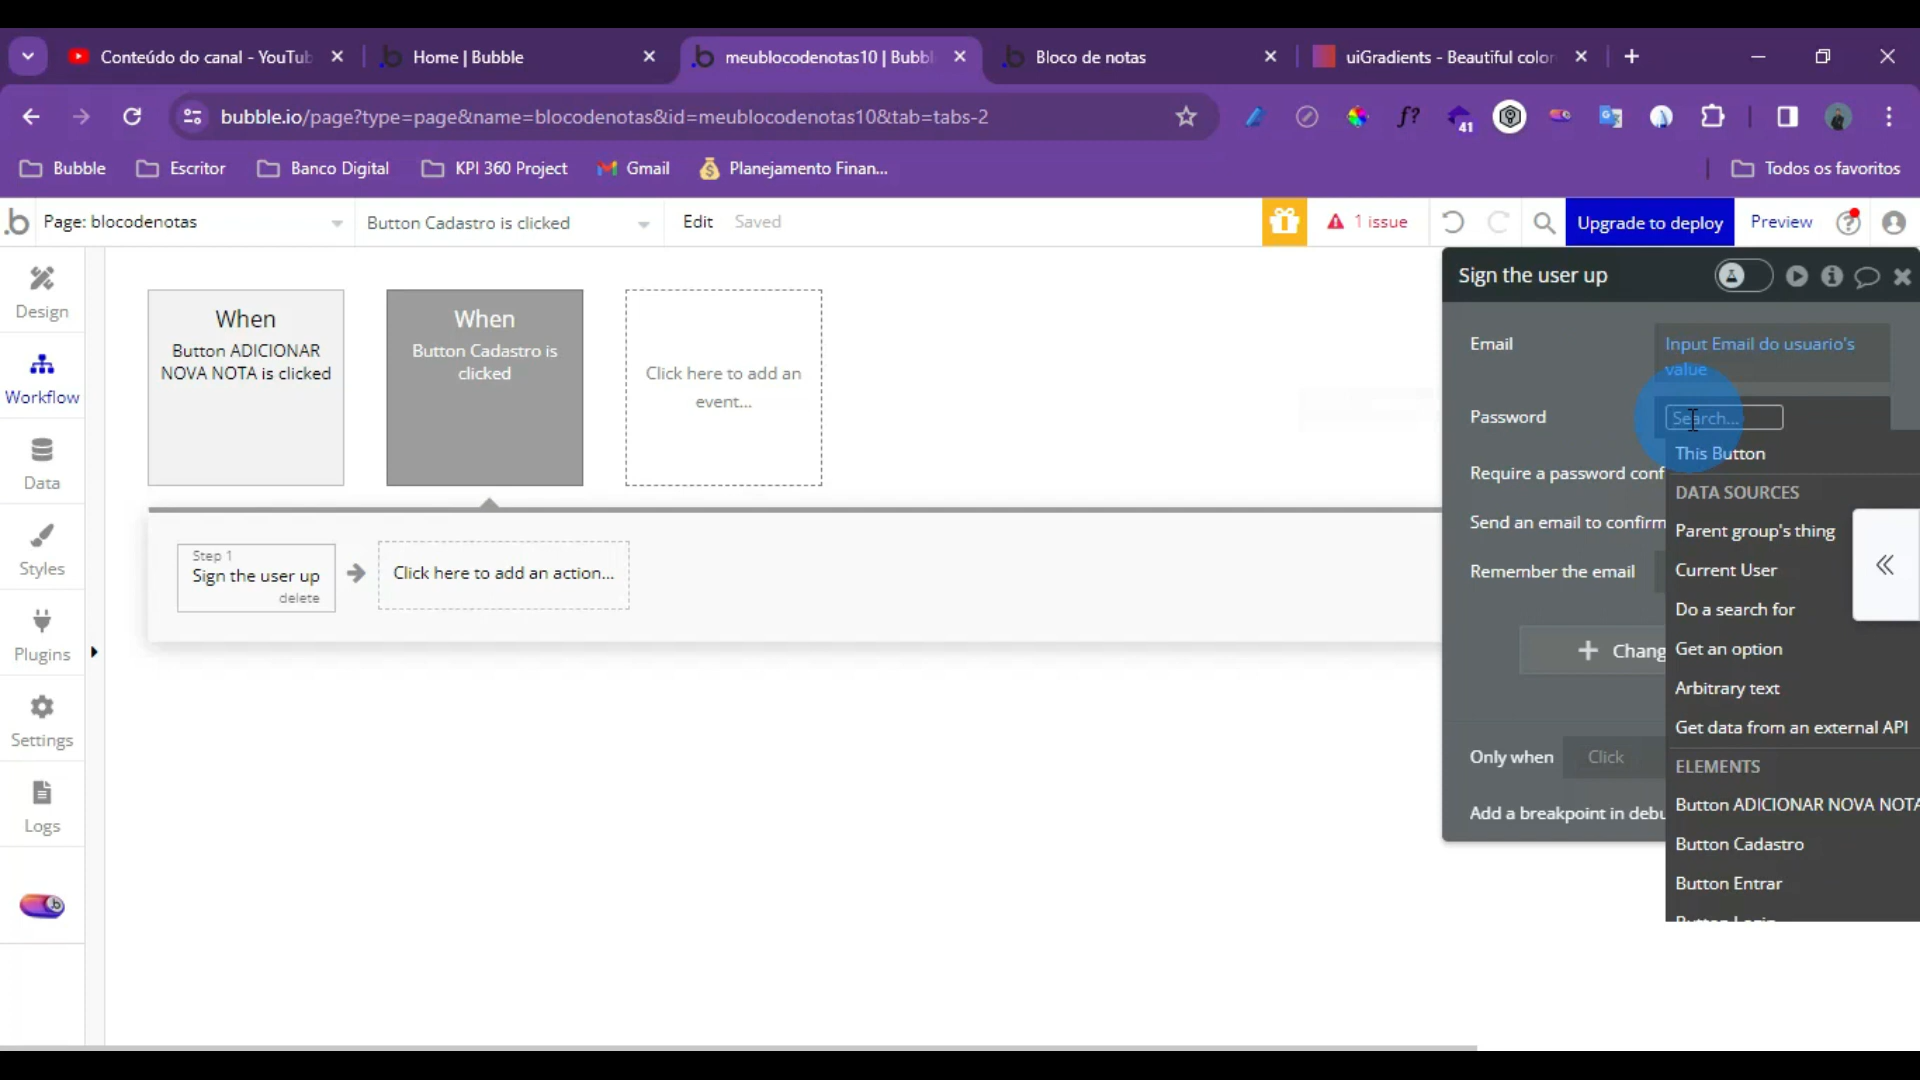 Conteúdo do canal - YouTub
Home | Bubble
meublocodenotas10 | Bubbl
Bloco de notas
uiGradients - Beautiful color
bubble.io/page?type=page&name=blocodenotas&id=meublocodenotas10&tab=tabs-2
f?
41
Bubble
Escritor
Banco Digital
KPI 360 Project
Gmail
Planejamento Finan...
Todos os favoritos
.b
Page: blocodenotas
Button Cadastro is clicked
Edit
Saved
1 issue
Upgrade to deploy
Preview
Design
Workflow
Data
Styles
Plugins
Settings
Logs
When
Button ADICIONAR
NOVA NOTA is clicked
When
Button Cadastro is
clicked
Click here to add an
event...
Step 1
Sign the user up
delete
Click here to add an action...
Sign the user up
Email
Input Email do usuario's
value
Password
Search...
Require a password conf
Send an email to confirm
Remember the email
Chang
Only when
Click
Add a breakpoint in debu
This Button
DATA SOURCES
Parent group's thing
Current User
Do a search for
Get an option
Arbitrary text
Get data from an external API
ELEMENTS
Button ADICIONAR NOVA NOTA
Button Cadastro
Button Entrar